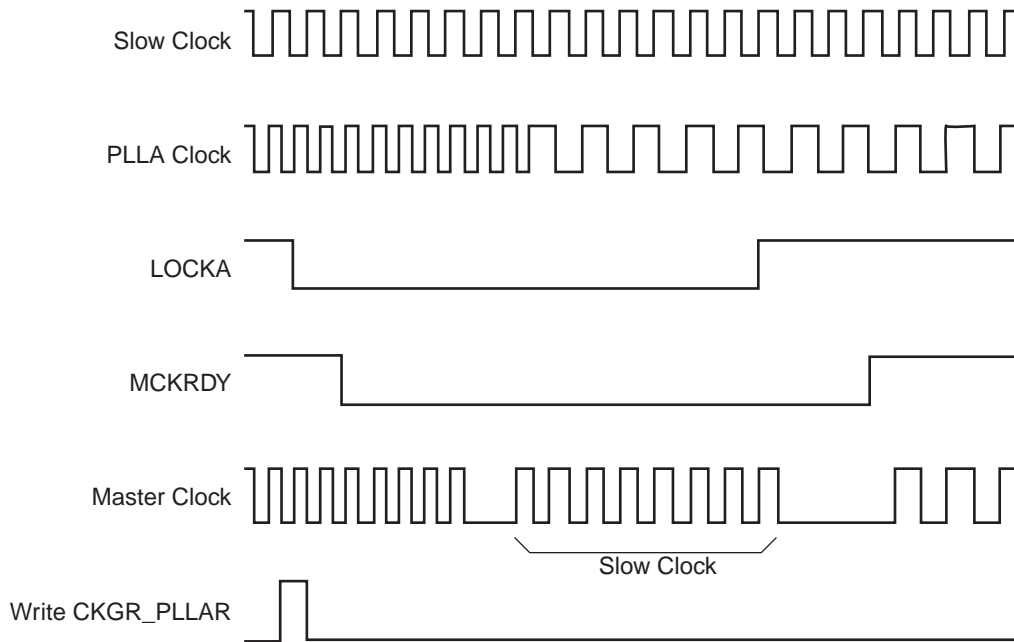 Slow Clock
PLLA Clock
LOCKA
MCKRDY
Master Clock
Slow Clock
Write CKGR_PLLAR